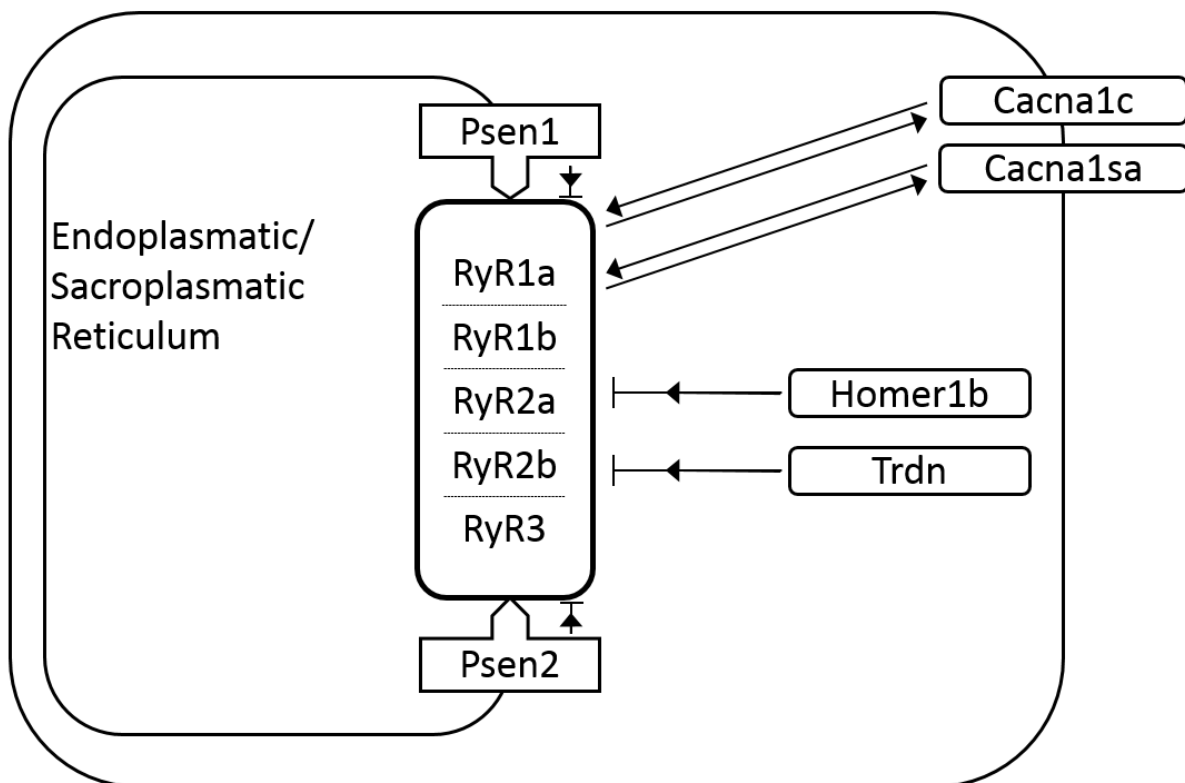 Cacna1c
Psen1
Cacna1sa
Endoplasmatic/
Sacroplasmatic
Reticulum
RyR1a
RyR1b
RyR2a
RyR2b
RyR3
Homer1b
Trdn
Psen2